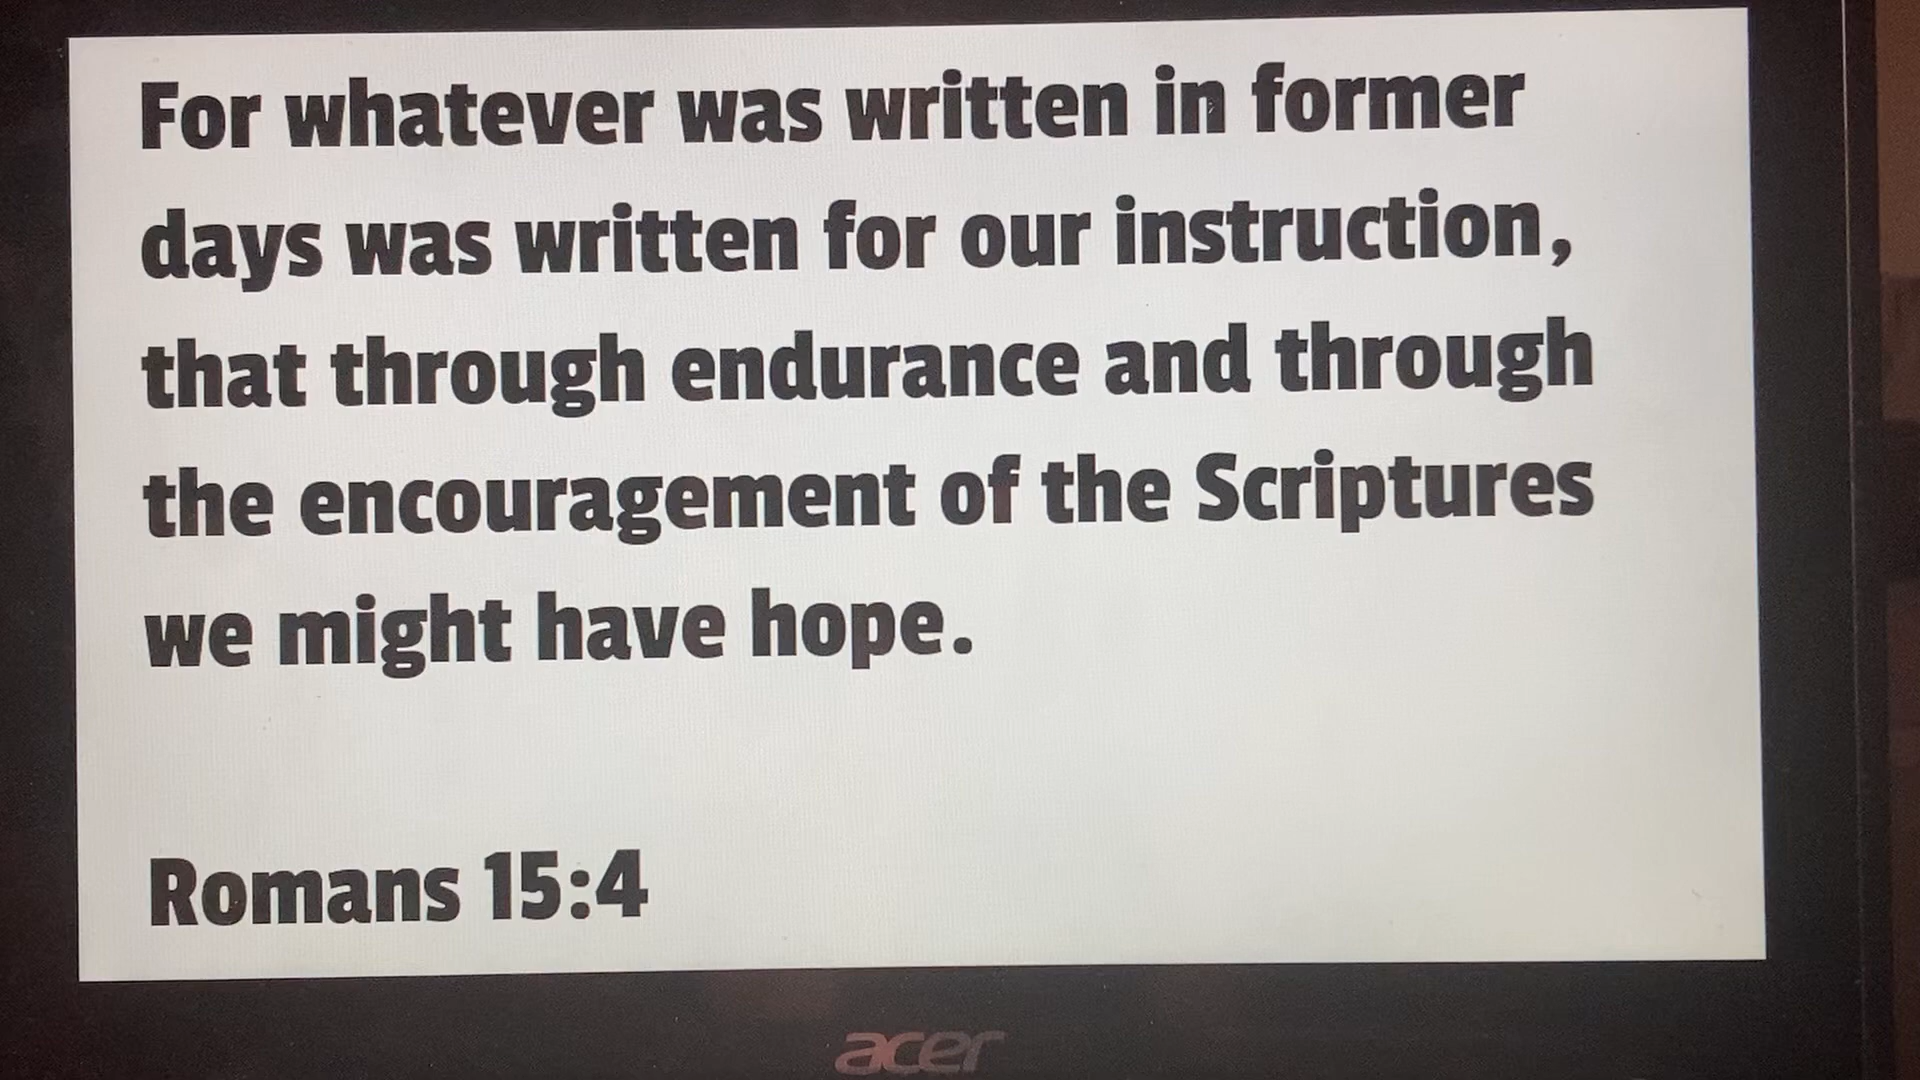 For whatever was written in former
days was written for our instruction,
that through endurance and through
the encouragement of the Scriptures
we might have hope.
Romans 15:4
acer